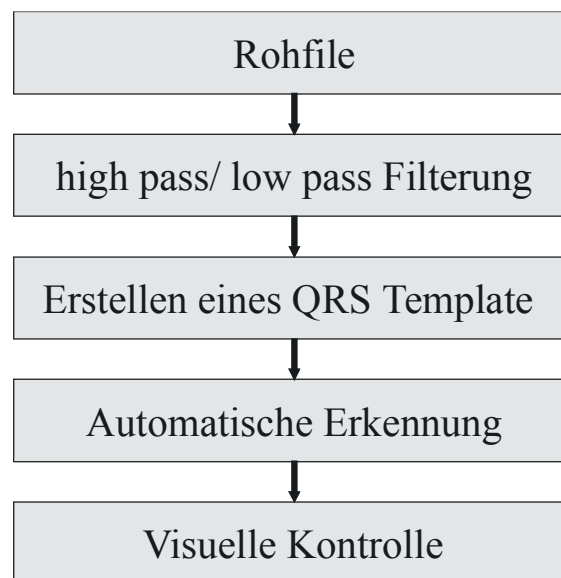 Rohfile
high pass/ low pass Filterung
Erstellen eines QRS Template
Automatische Erkennung
Visuelle Kontrolle